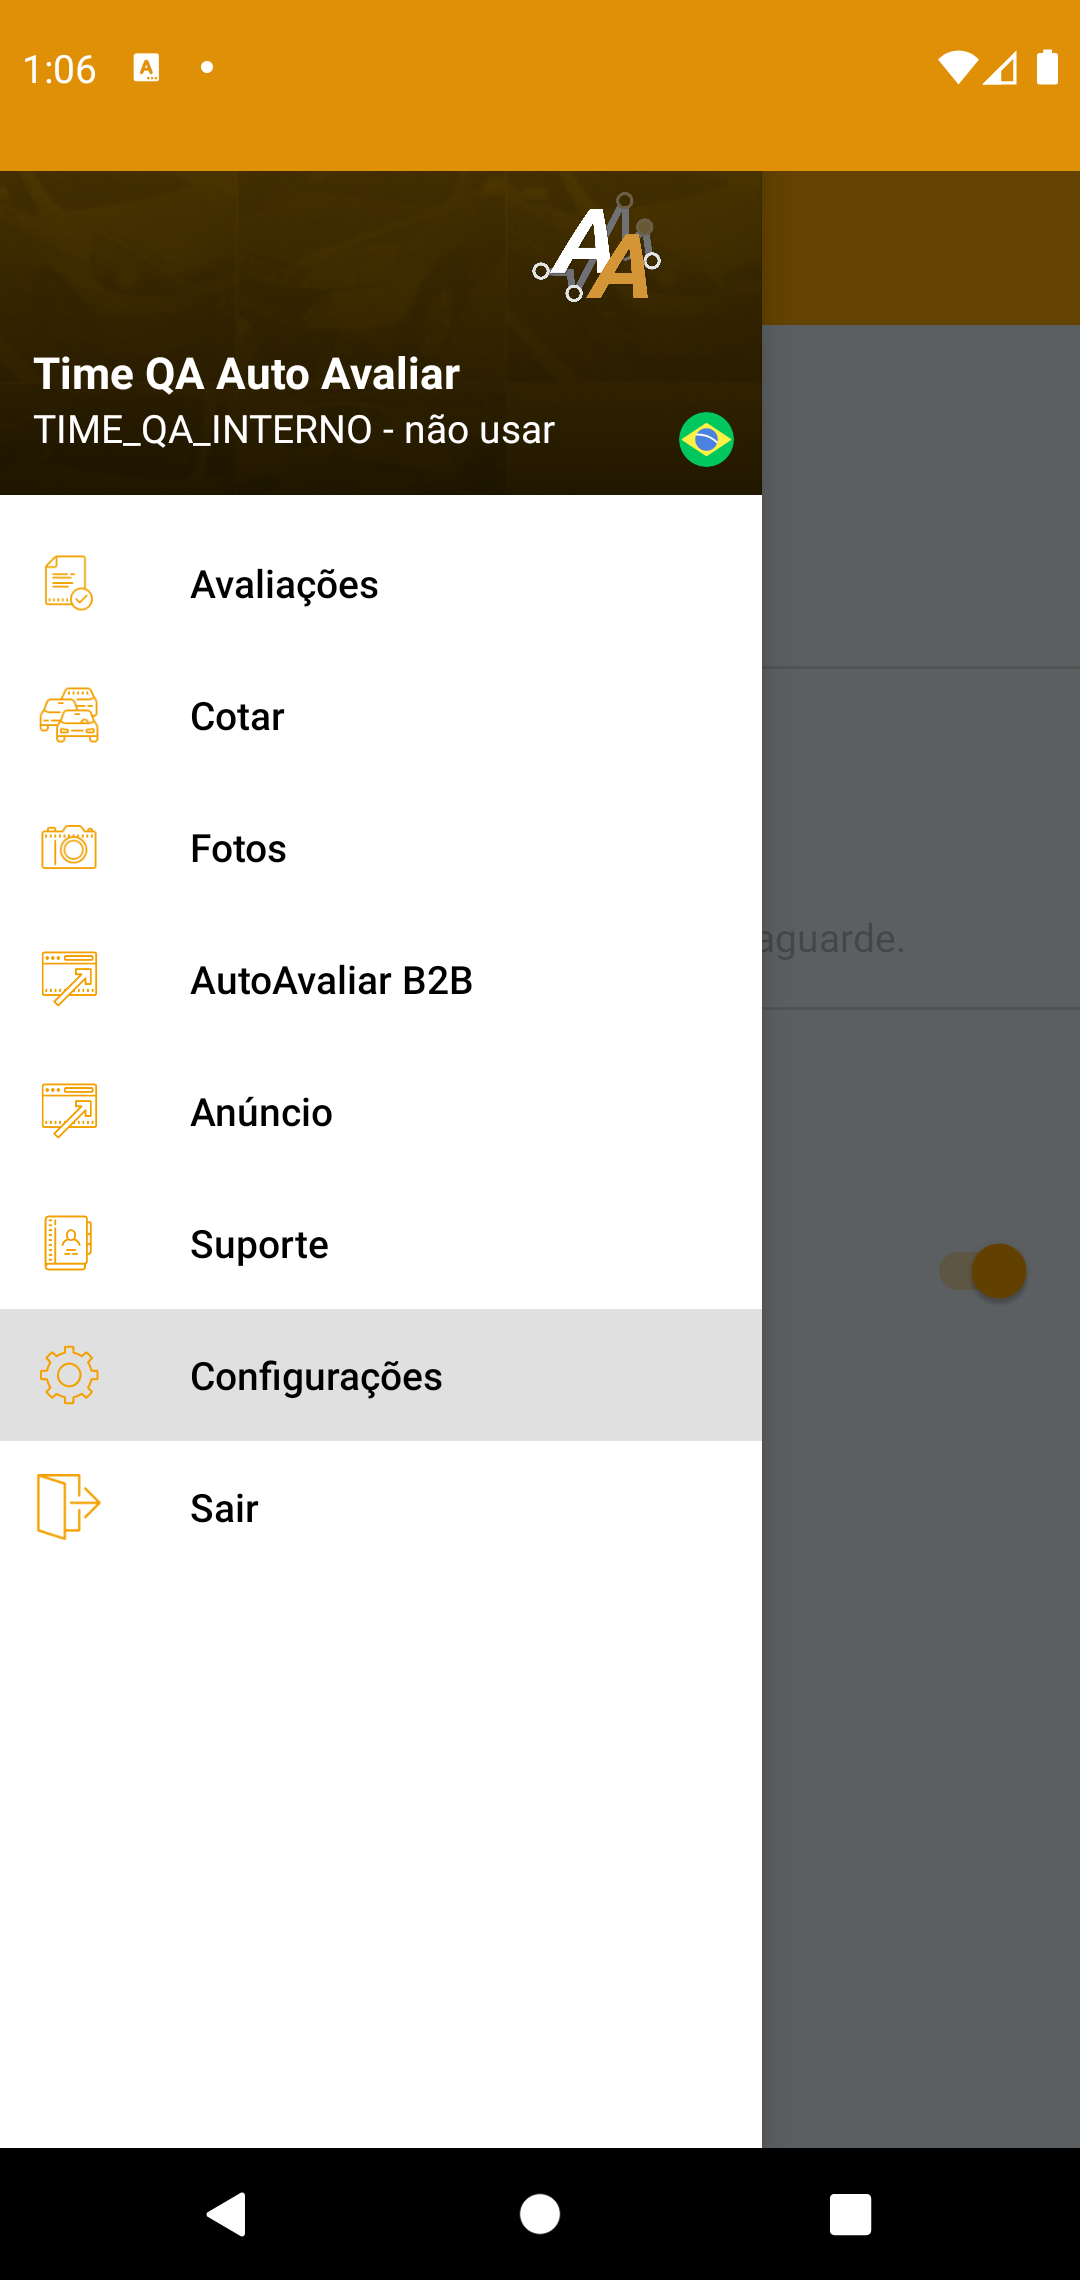 1:06
AA
Time QA Auto Avaliar
TIME_QA_INTERNO - não usar
Avaliações
Cotar
Fotos
aguarde.
AutoAvaliar B2B
Anúncio
Suporte
Configurações
Sair